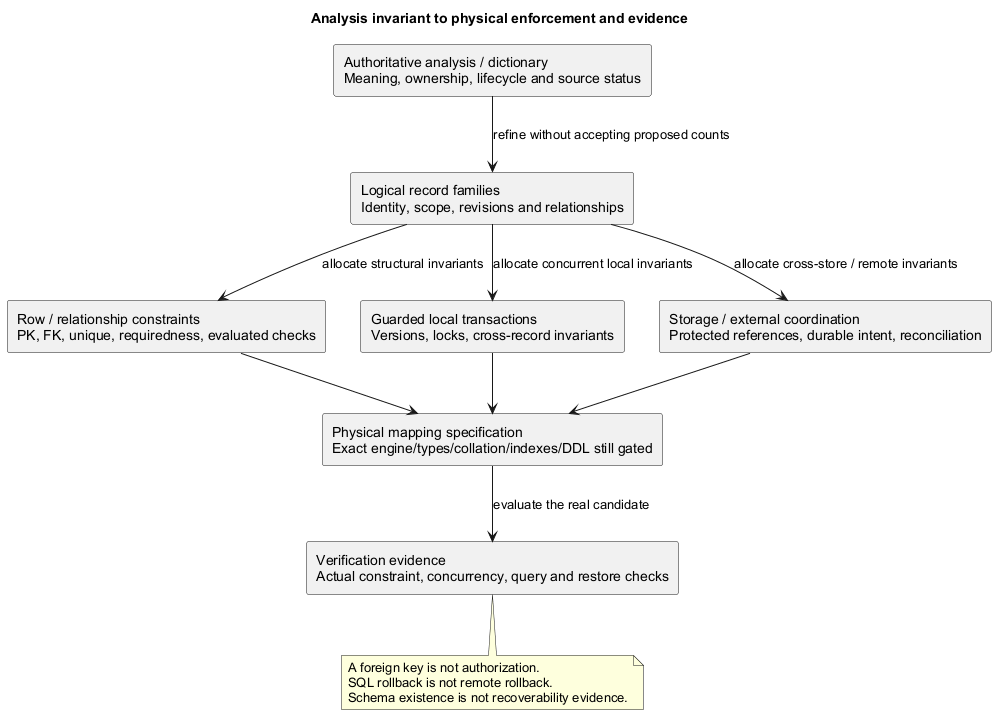 Analysis invariant to physical enforcement and evidence
Authoritative analysis / dictionary
Meaning, ownership, lifecycle and source status
refine without accepting proposed counts
Logical record families
Identity, scope, revisions and relationships
allocate structural invariants
allocate concurrent local invariants
allocate cross-store / remote invariants
Row / relationship constraints
PK, FK, unique, requiredness, evaluated checks
Guarded local transactions
Versions, locks, cross-record invariants
Storage / external coordination
Protected references, durable intent, reconciliation
Physical mapping specification
Exact engine/types/collation/indexes/DDL still gated
evaluate the real candidate
Verification evidence
Actual constraint, concurrency, query and restore checks
A foreign key is not authorization.
SQL rollback is not remote rollback.
Schema existence is not recoverability evidence.